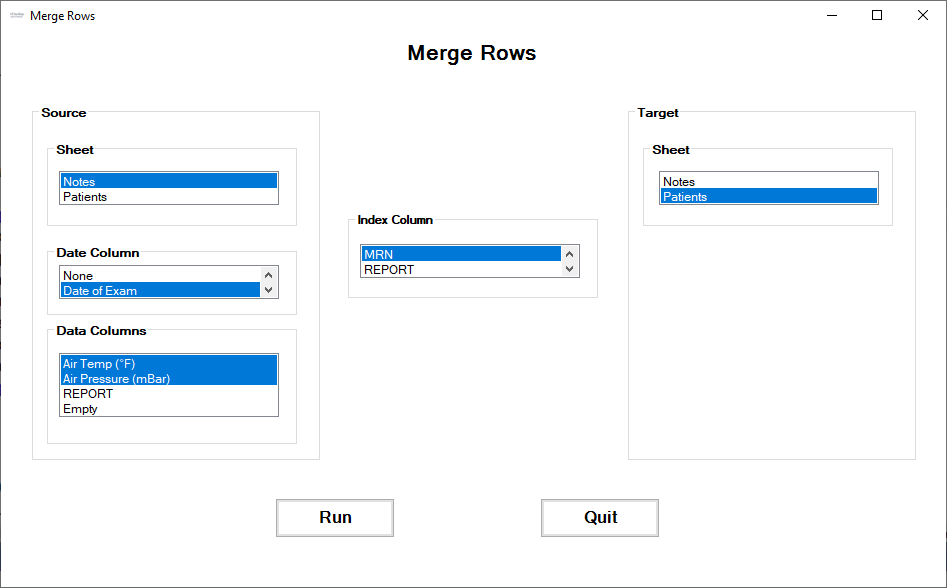 Merge Rows
Merge Rows
Source
Sheet
Notes
Patients
Date Column
None
Date of Exam
Data Columns
Air Temp (°F)
Air Pressure (mBar)
REPORT
Empty
Index Column
MRN
REPORT
Target
Sheet
Notes
Patients
Run
Quit